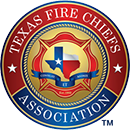 TEXAS FIRE CHIEFS
ASSOCIATION
TM